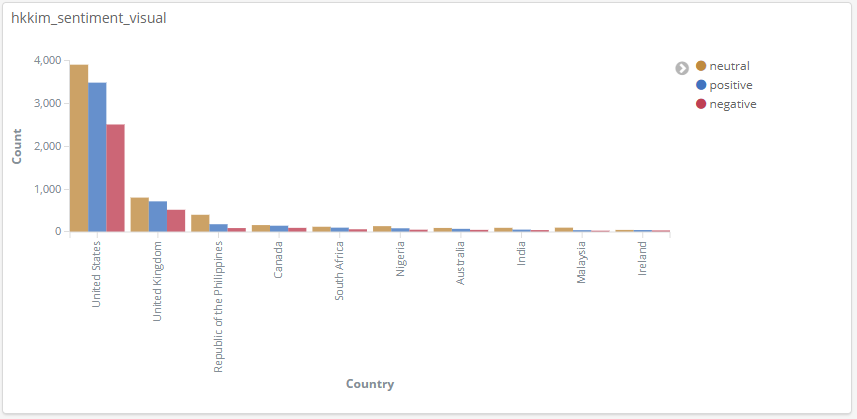 hkkim_sentiment_visual
4,000
3,000
2,000
1,000
0
Count
United States
United Kingdom
Republic of the Philippines
Canada
South Africa
Nigeria
Australia
India
Malaysia
Ireland
Country
neutral
positive
negative